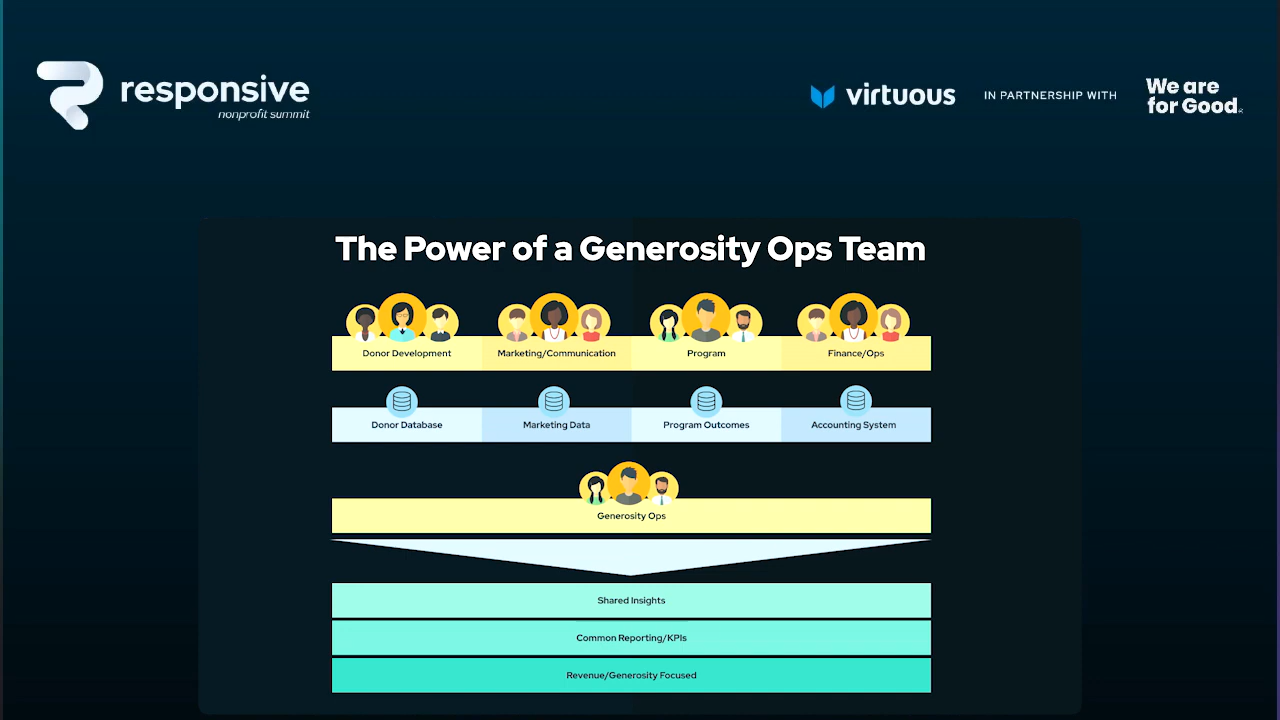 responsive
nonprofit summit
virtuous
IN PARTNERSHIP WITH
We are
for Good.
The Power of a Generosity Ops Team
Donor Development
Marketing/Communication
Program
Finance/Ops
Donor Database
Marketing Data
Program Outcomes
Accounting System
Generosity Ops
Shared Insights
Common Reporting/KPIs
Revenue/Generosity Focused